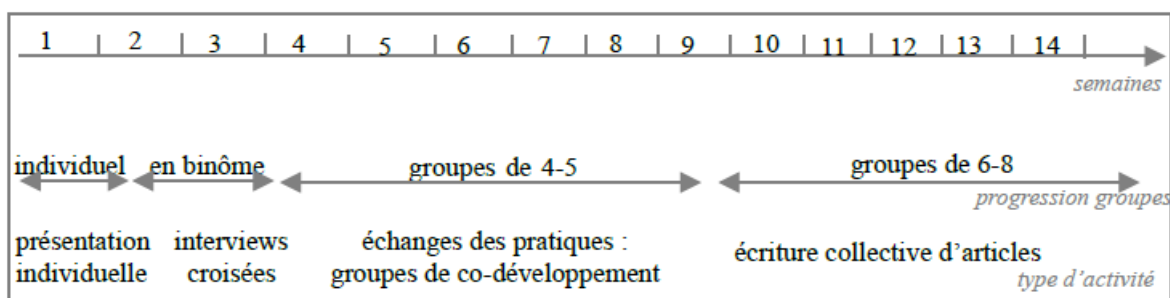 1 2 3 4 5 6 7 8 9 10 11 12 13 14
semaines
individuel en binôme groupes de 4-5 groupes de 6-8
progression groupes
présentation interviews échanges des pratiques :
individuelle croisées groupes de co-développement écriture collective d’articles
type d’activité